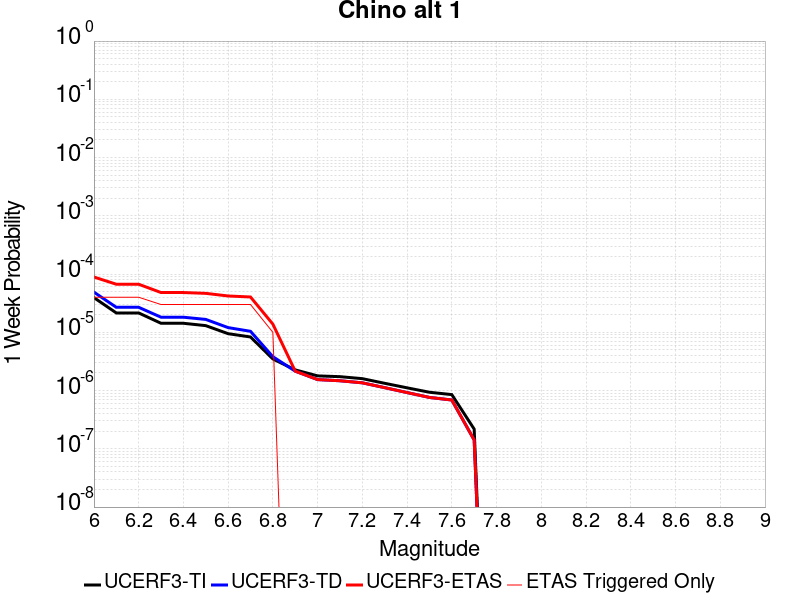 Chino alt 1
10 0
10 -1
10 -2
10 -3
10 -4
10 -5
10 -6
10 -7
10 -8
1 Week Probability
6 6.2 6.4 6.6 6.8 7 7.2 7.4 7.6 7.8 8 8.2 8.4 8.6 8.8 9
Magnitude
UCERF3-TI UCERF3-TD UCERF3-ETAS ETAS Triggered Only